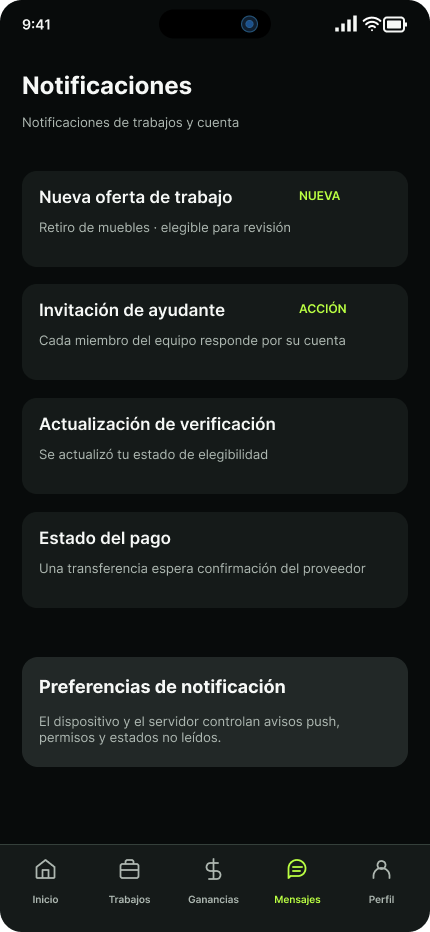 9:41
Notificaciones
Notificaciones de trabajos y cuenta
Nueva oferta de trabajo
NUEVA
Retiro de muebles · elegible para revisión
Invitación de ayudante
ACCIÓN
Cada miembro del equipo responde por su cuenta
Actualización de verificación
Se actualizó tu estado de elegibilidad
Estado del pago
Una transferencia espera confirmación del proveedor
Preferencias de notificación
El dispositivo y el servidor controlan avisos push,
permisos y estados no leídos.
Inicio
Trabajos
Ganancias
Mensajes
Perfil